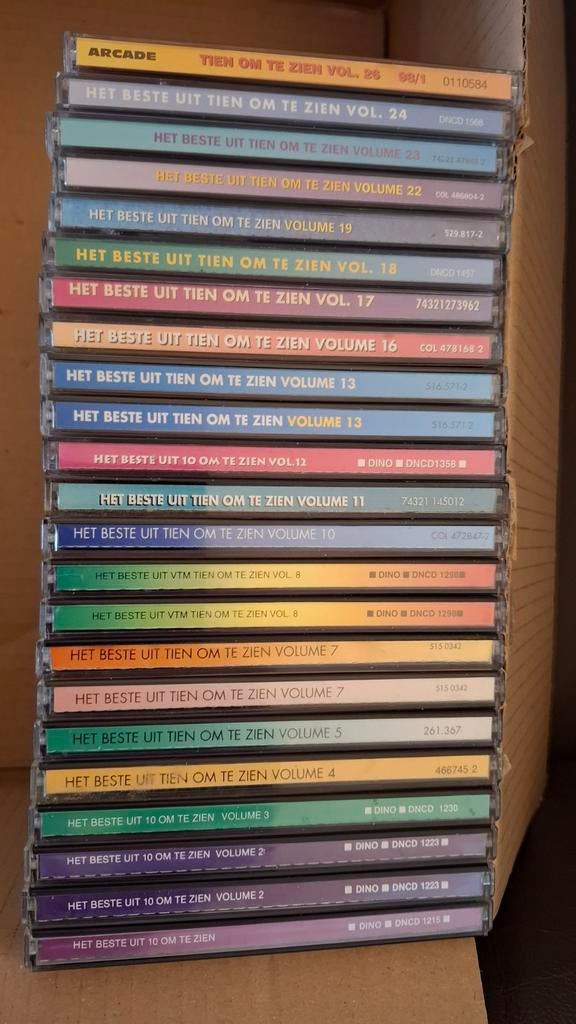 ARCADE TIEN OM TE ZIEN VOL. 26 98/1 0110584
HET BESTE UIT TIEN OM TE ZIEN VOL. 24 DNCD 1568
HET BESTE UIT TIEN OM TE ZIEN VOLUME 23
HET BESTE UIT TIEN OM TE ZIEN VOLUME 22 COL 486804-2
HET BESTE UIT TIEN OM TE ZIEN VOLUME 19 529.817-2
HET BESTE UIT TIEN OM TE ZIEN VOL. 18 DNCD 1457
HET BESTE UIT TIEN OM TE ZIEN VOL. 17 74321273962
HET BESTE UIT TIEN OM TE ZIEN VOLUME 16 COL 478168 2
HET BESTE UIT TIEN OM TE ZIEN VOLUME 13 516.571-2
HET BESTE UIT TIEN OM TE ZIEN VOLUME 13 516.571-2
HET BESTE UIT 10 OM TE ZIEN VOL.12 ■ DINO ■ DNCD1358 ■
HET BESTE UIT TIEN OM TE ZIEN VOLUME 11 74321 145012
HET BESTE UIT TIEN OM TE ZIEN VOLUME 10 COL 472847-2
HET BESTE UIT VTM TIEN OM TE ZIEN VOL. 8 ■ DINO ■ DNCD 1298 ■
HET BESTE UIT VTM TIEN OM TE ZIEN VOL. 8 ■ DINO ■ DNCD 1298 ■
HET BESTE UIT TIEN OM TE ZIEN VOLUME 7 515 0342
HET BESTE UIT TIEN OM TE ZIEN VOLUME 7 515 0342
HET BESTE UIT TIEN OM TE ZIEN VOLUME 5 261.367
HET BESTE UIT TIEN OM TE ZIEN VOLUME 4 466745 2
HET BESTE UIT 10 OM TE ZIEN VOLUME 3 ■ DINO ■ DNCD 1230
HET BESTE UIT 10 OM TE ZIEN VOLUME 2 ■ DINO ■ DNCD 1223 ■
HET BESTE UIT 10 OM TE ZIEN VOLUME 2 ■ DINO ■ DNCD 1223 ■
HET BESTE UIT 10 OM TE ZIEN ■ DINO ■ DNCD 1215 ■